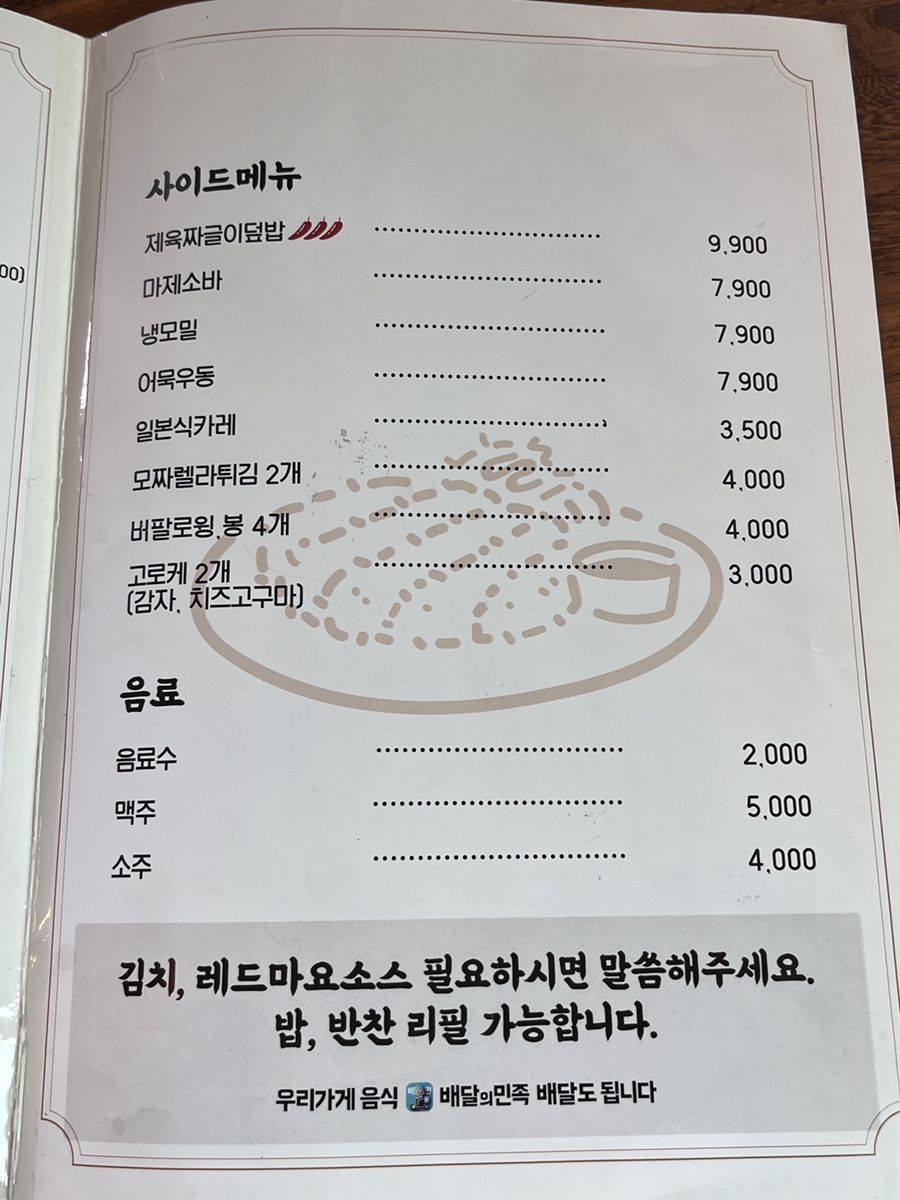 00)
사이드메뉴
제육짜글이덮밥 9,900
마제소바 7,900
냉모밀 7,900
어묵우동 7,900
일본식카레 3,500
모짜렐라튀김 2개 4,000
버팔로윙,봉 4개 4,000
고로케 2개 3,000
(감자, 치즈고구마)
음료
음료수 2,000
맥주 5,000
소주 4,000
김치, 레드마요소스 필요하시면 말씀해주세요.
밥, 반찬 리필 가능합니다.
우리가게 음식 배달의민족 배달도 됩니다